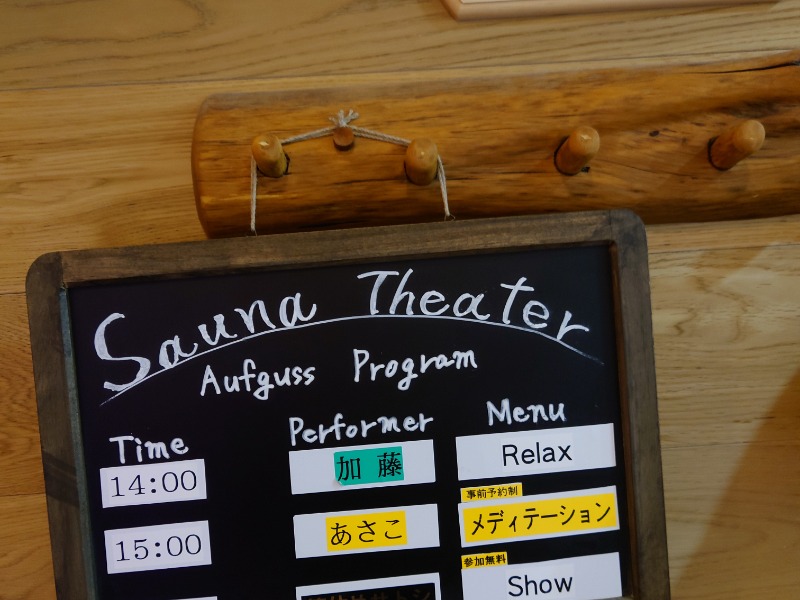 Sauna Theater
Aufguss Program
Time Performer Menu
14:00 加藤 Relax
事前予約制
15:00 あさこ メディテーション
参加無料
Show